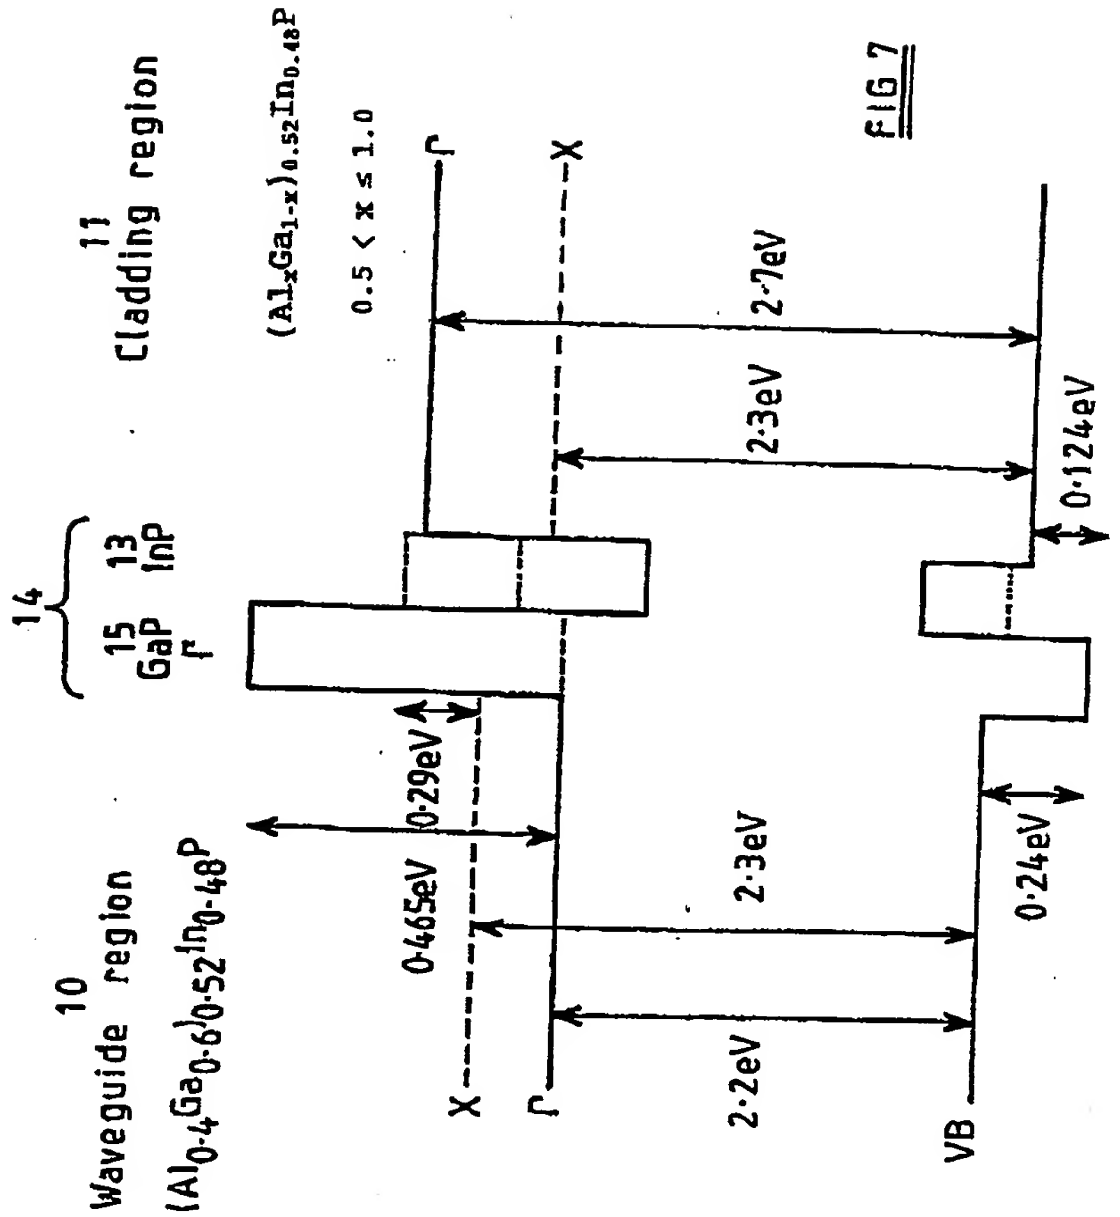 14
10
Waveguide region
(Al0·4Ga0·6)0·52In0·48P
15
GaP
Γ
13
InP
11
Cladding region
(AlxGa1-x)0.52In0.48P
0.5 < x ≤ 1.0
X
Γ
0·465eV
0·29eV
Γ
X
2·2eV
2·3eV
2·3eV
2·7eV
VB
0·24eV
0·124eV
FIG 7